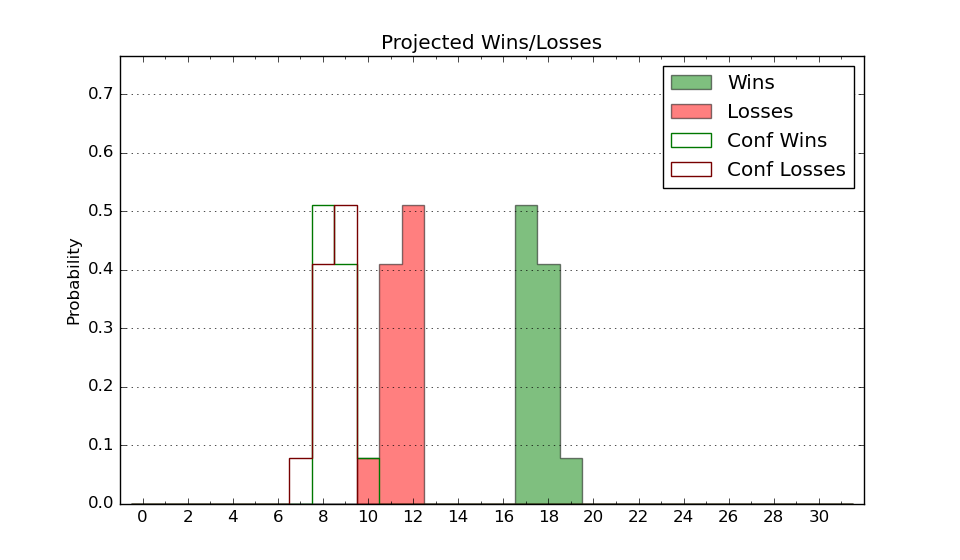 Projected Wins/Losses
Wins
Losses
Conf Wins
Conf Losses
Probability
0.7
0.6
0.5
0.4
0.3
0.2
0.1
0.0
0 2 4 6 8 10 12 14 16 18 20 22 24 26 28 30